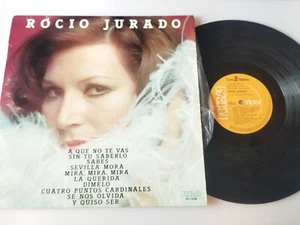 ROCIO JURADO
A QUE NO TE VAS
SIN TU SABERLO
SABES
SEVILLA MORA
MIRA, MIRA, MIRA
LA QUERIDA
DIMELO
CUATRO PUNTOS CARDINALES
SE NOS OLVIDA
Y QUISO SER